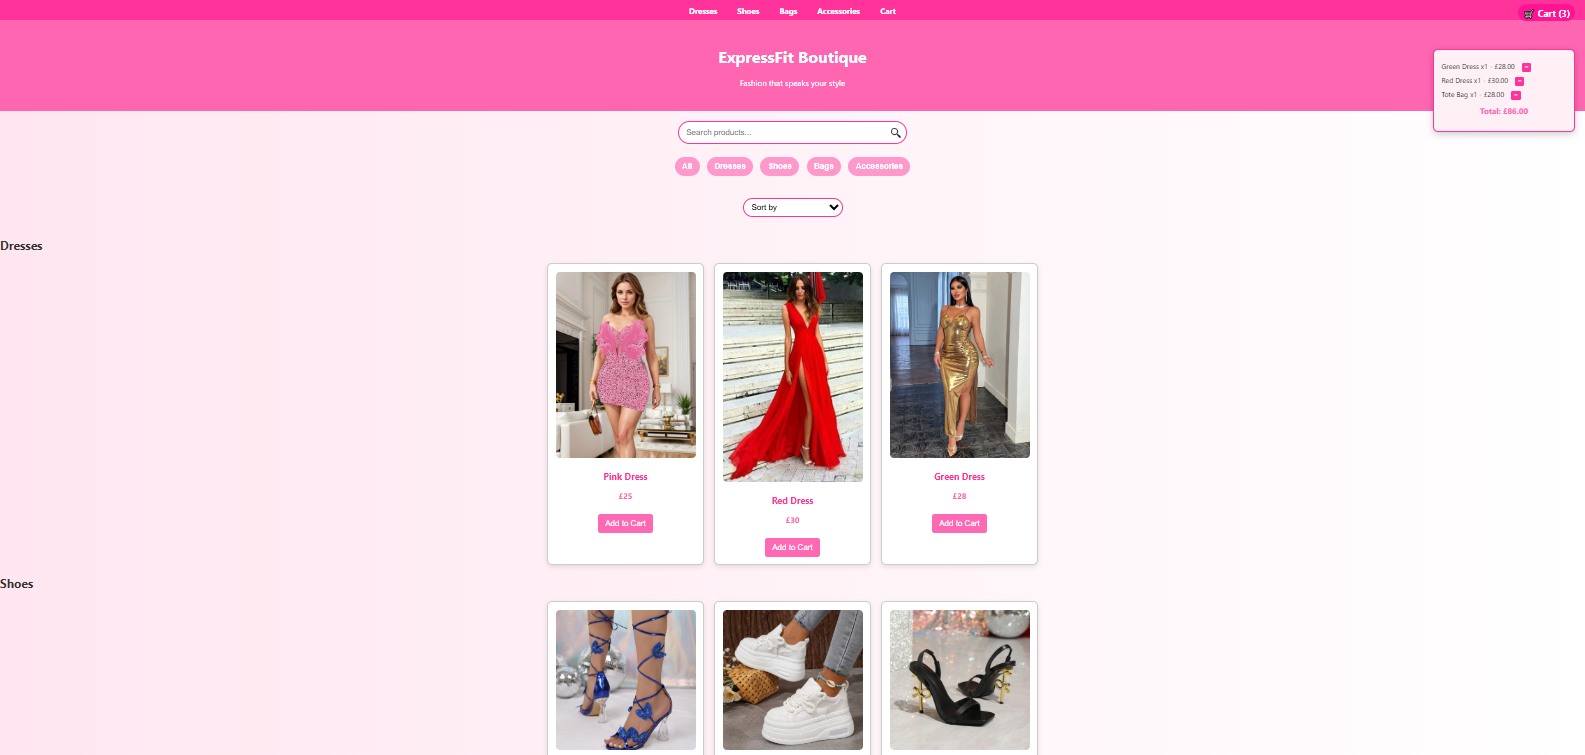 Dresses Shoes Bags Accessories Cart
🛒 Cart (3)
ExpressFit Boutique
Fashion that speaks your style
Green Dress x1 - £28.00 -
Red Dress x1 - £30.00 -
Tote Bag x1 - £28.00 -
Total: £86.00
Search products...
All Dresses Shoes Bags Accessories
Sort by
Dresses
Pink Dress
£25
Add to Cart
Red Dress
£30
Add to Cart
Green Dress
£28
Add to Cart
Shoes